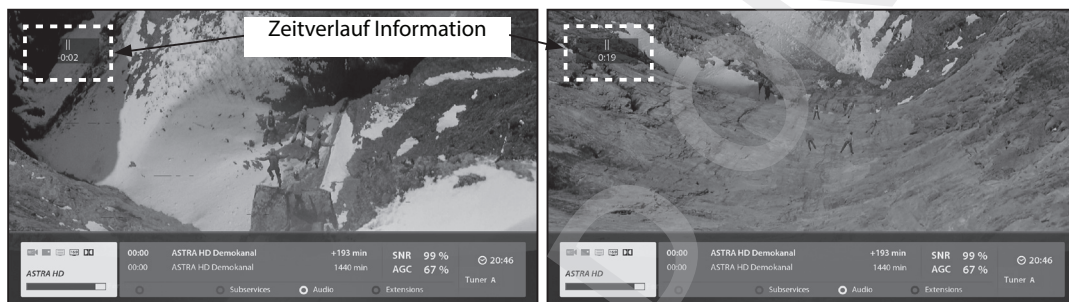 Zeitverlauf Information
||
-0:02
ASTRA HD
00:00 ASTRA HD Demokanal +193 min
00:00 ASTRA HD Demokanal 1440 min
SNR 99 %
AGC 67 %
20:46
Tuner A
Subservices Audio Extensions
||
0:19
ASTRA HD
00:00 ASTRA HD Demokanal +193 min
00:00 ASTRA HD Demokanal 1440 min
SNR 99 %
AGC 67 %
20:46
Tuner A
Subservices Audio Extensions